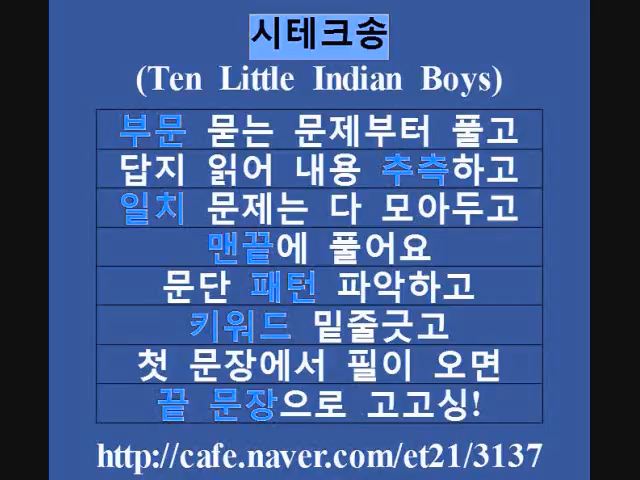 시테크송
(Ten Little Indian Boys)
부문 묻는 문제부터 풀고
답지 읽어 내용 추측하고
일치 문제는 다 모아두고
맨끝에 풀어요
문단 패턴 파악하고
키워드 밑줄긋고
첫 문장에서 필이 오면
끝 문장으로 고고싱!
http://cafe.naver.com/et21/3137